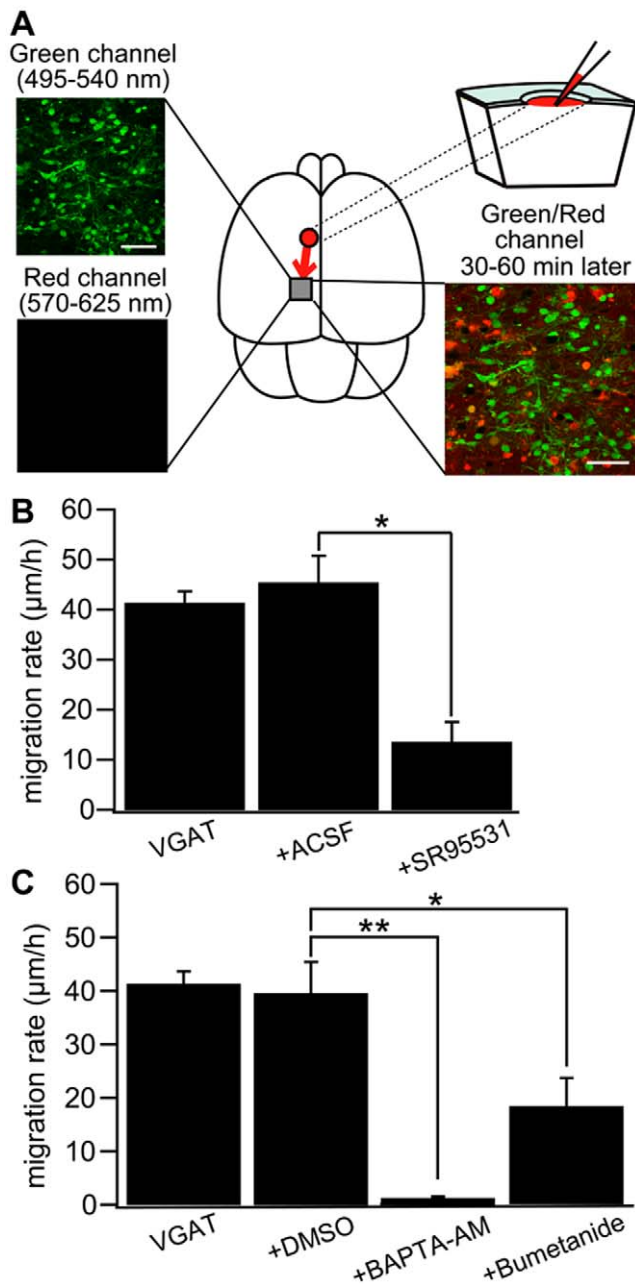 A
Green channel
(495-540 nm)
Red channel
(570-625 nm)
Green/Red
channel
30-60 min later
B
migration rate (μm/h)
60
50
40
30
20
10
0
*
VGAT
+ACSF
+SR95531
C
migration rate (μm/h)
60
50
40
30
20
10
0
*
**
VGAT
+DMSO
+BAPTA-AM
+Bumetanide